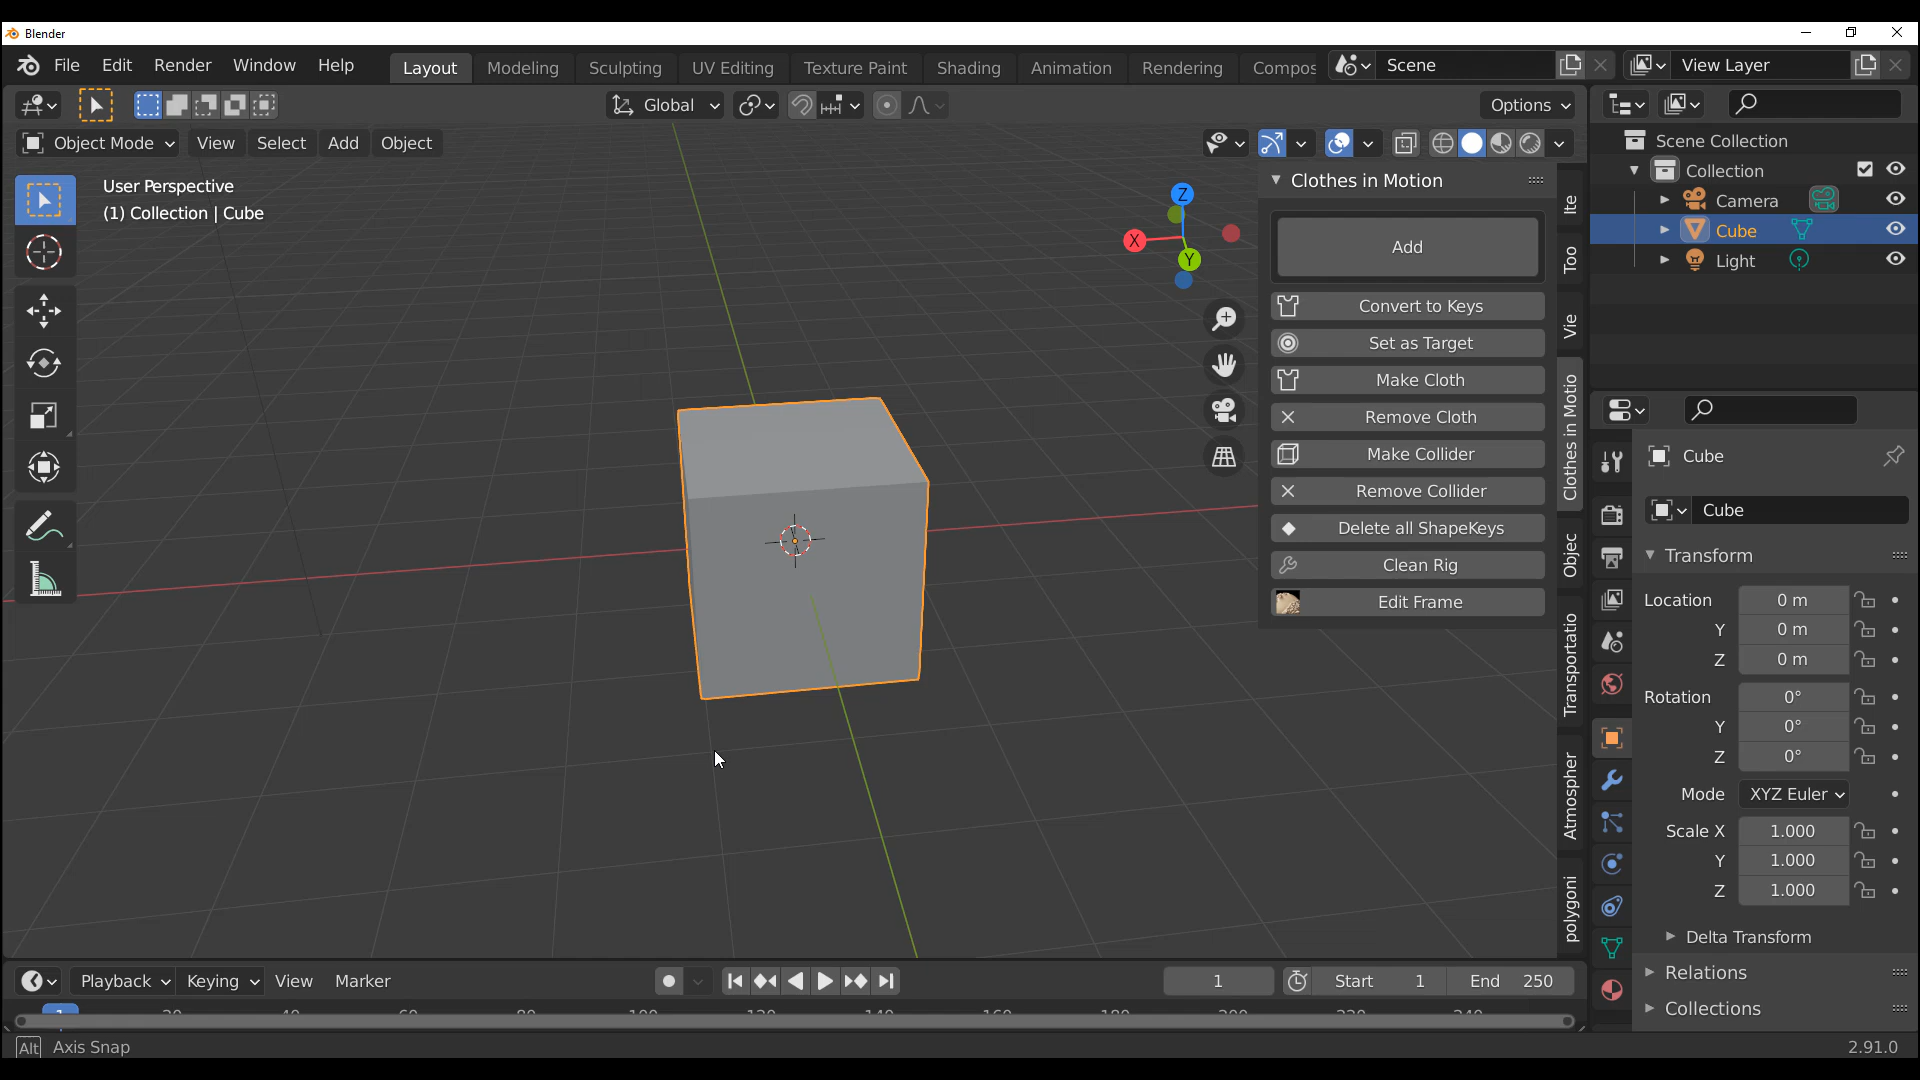 Blender
File Edit Render Window Help Layout Modeling Sculpting UV Editing Texture Paint Shading Animation Rendering Compos Scene View Layer
Global Options
Object Mode View Select Add Object
User Perspective
(1) Collection | Cube
Z
X
Y
Clothes in Motion
Add
Convert to Keys
Set as Target
Make Cloth
Remove Cloth
Make Collider
Remove Collider
Delete all ShapeKeys
Clean Rig
Edit Frame
Ite
Too
Vie
Clothes in Motio
Objec
Transportatio
Atmospher
polygoni
Scene Collection
Collection
Camera
Cube
Light
Cube
Cube
Transform
Location 0 m
Y 0 m
Z 0 m
Rotation 0°
Y 0°
Z 0°
Mode XYZ Euler
Scale X 1.000
Y 1.000
Z 1.000
Delta Transform
Relations
Collections
Playback Keying View Marker 1 Start 1 End 250
1 20 40 60 80 100 120 140 160 180 200 220 240
Alt Axis Snap 2.91.0